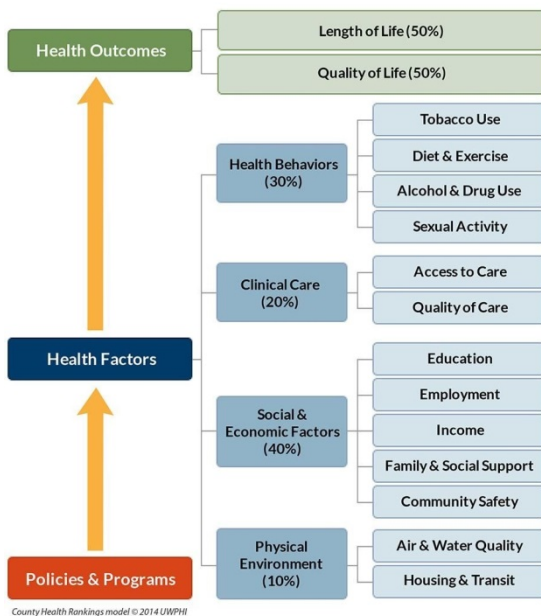 Health Outcomes
Length of Life (50%)
Quality of Life (50%)
Health Behaviors
(30%)
Tobacco Use
Diet & Exercise
Alcohol & Drug Use
Sexual Activity
Clinical Care
(20%)
Access to Care
Quality of Care
Health Factors
Social &
Economic Factors
(40%)
Education
Employment
Income
Family & Social Support
Community Safety
Physical
Environment
(10%)
Air & Water Quality
Housing & Transit
Policies & Programs
County Health Rankings model © 2014 UWPHI